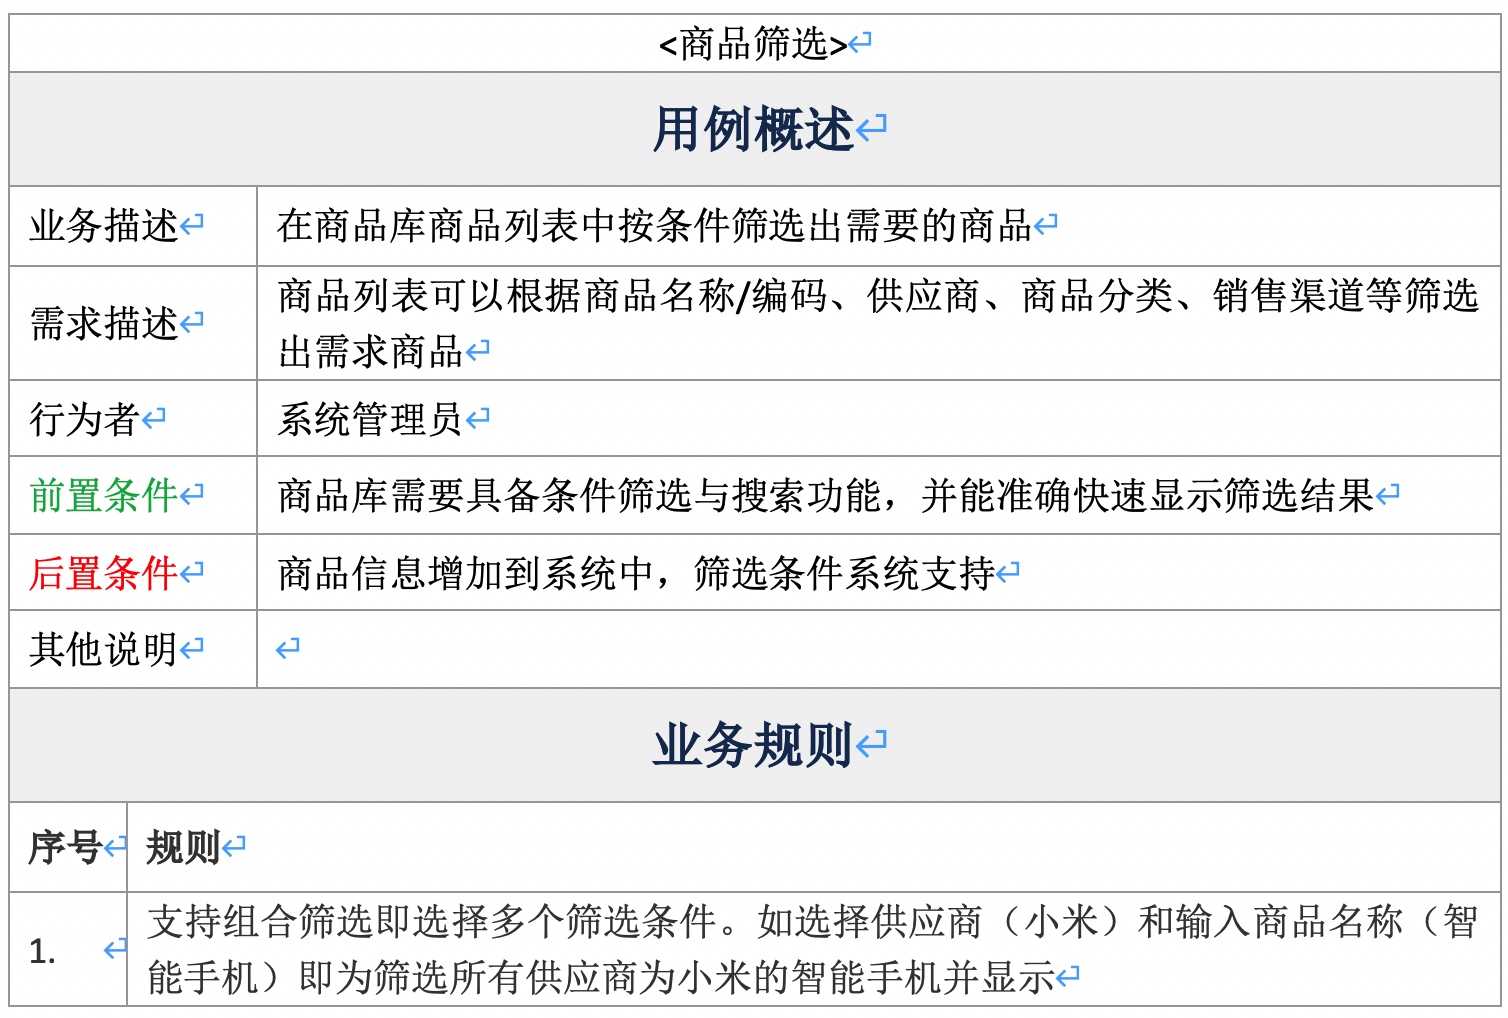 <商品筛选>
用例概述
业务描述
在商品库商品列表中按条件筛选出需要的商品
需求描述
商品列表可以根据商品名称/编码、供应商、商品分类、销售渠道等筛选
出需求商品
行为者
系统管理员
前置条件
商品库需要具备条件筛选与搜索功能，并能准确快速显示筛选结果
后置条件
商品信息增加到系统中，筛选条件系统支持
其他说明
业务规则
序号
规则
1.
支持组合筛选即选择多个筛选条件。如选择供应商（小米）和输入商品名称（智
能手机）即为筛选所有供应商为小米的智能手机并显示